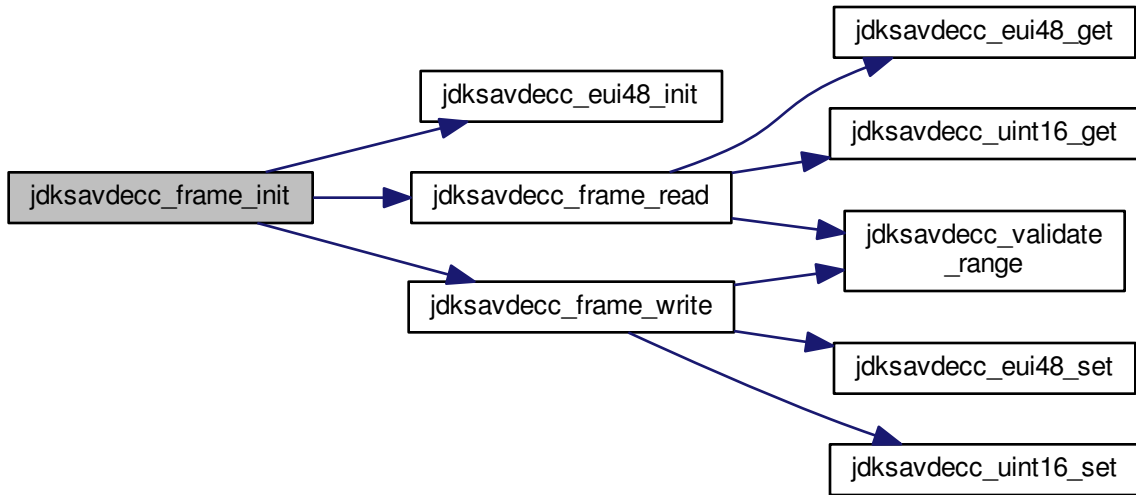 jdksavdecc_frame_init
jdksavdecc_eui48_init
jdksavdecc_frame_read
jdksavdecc_frame_write
jdksavdecc_eui48_get
jdksavdecc_uint16_get
jdksavdecc_validate
_range
jdksavdecc_eui48_set
jdksavdecc_uint16_set